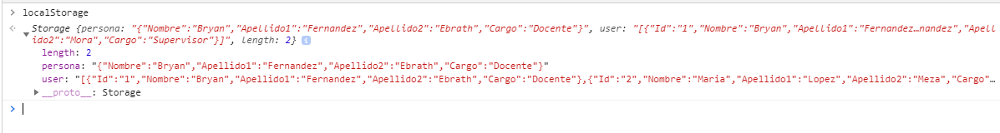 localStorage
Storage {persona: "{"Nombre":"Bryan","Apellido1":"Fernandez","Apellido2":"Ebrath","Cargo":"Docente"}", user: "[{"Id":"1","Nombre":"Bryan","Apellido1":"Fernandez…nandez","Apell
ido2":"Mora","Cargo":"Supervisor"}]", length: 2} i
length: 2
persona: "{"Nombre":"Bryan","Apellido1":"Fernandez","Apellido2":"Ebrath","Cargo":"Docente"}"
user: "[{"Id":"1","Nombre":"Bryan","Apellido1":"Fernandez","Apellido2":"Ebrath","Cargo":"Docente"},{"Id":"2","Nombre":"Maria","Apellido1":"Lopez","Apellido2":"Meza","Cargo"…
__proto__: Storage